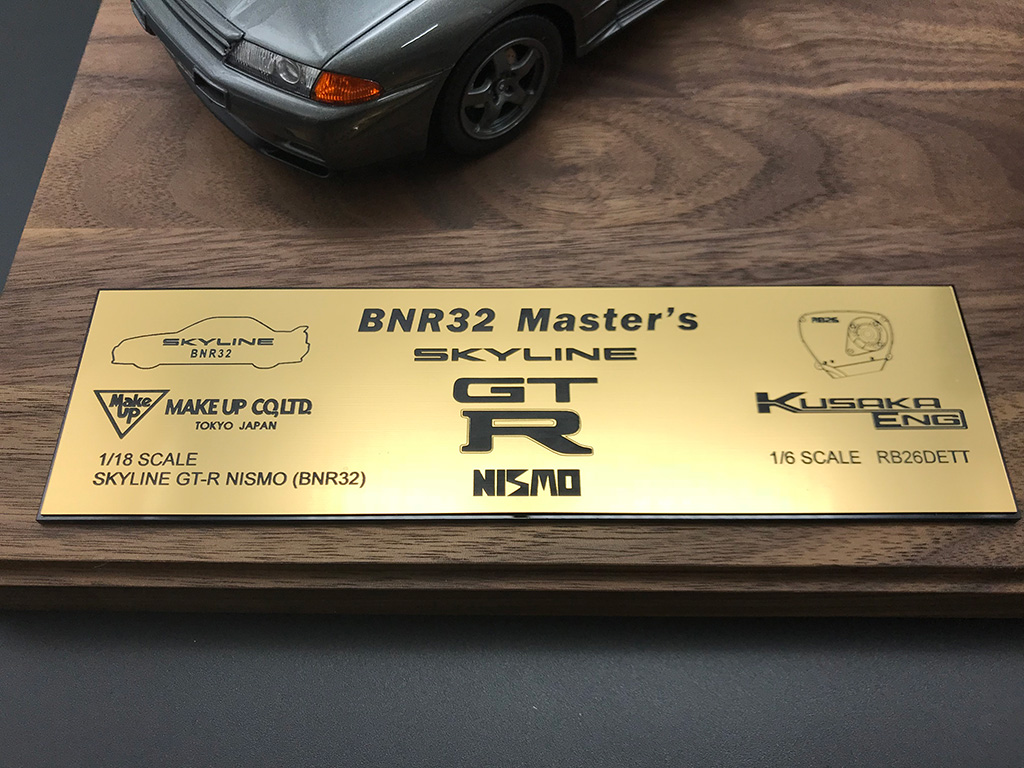 BNR32 Master's
SKYLINE
GT
R
NISMO
SKYLINE
BNR32
Make
UP
MAKE UP CO.,LTD.
TOKYO JAPAN
1/18 SCALE
SKYLINE GT-R NISMO (BNR32)
RB26
KUSAKA
ENG
1/6 SCALE RB26DETT